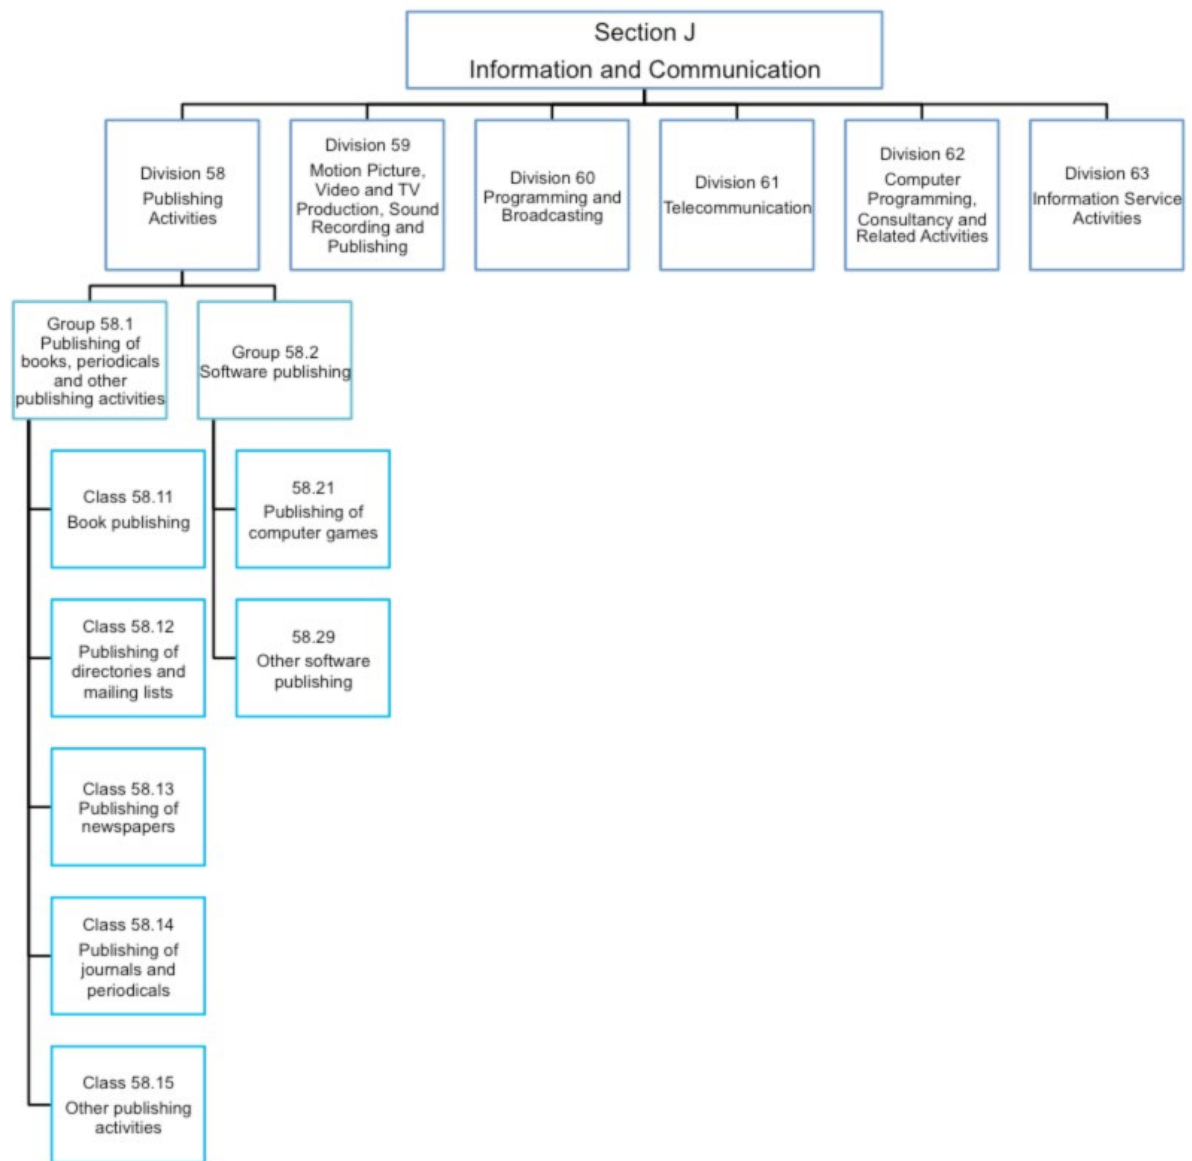 Section J
Information and Communication
Division 58
Publishing
Activities
Division 59
Motion Picture,
Video and TV
Production, Sound
Recording and
Publishing
Division 60
Programming and
Broadcasting
Division 61
Telecommunication
Division 62
Computer
Programming,
Consultancy and
Related Activities
Division 63
Information Service
Activities
Group 58.1
Publishing of
books, periodicals
and other
publishing activities
Group 58.2
Software publishing
Class 58.11
Book publishing
58.21
Publishing of
computer games
Class 58.12
Publishing of
directories and
mailing lists
58.29
Other software
publishing
Class 58.13
Publishing of
newspapers
Class 58.14
Publishing of
journals and
periodicals
Class 58.15
Other publishing
activities